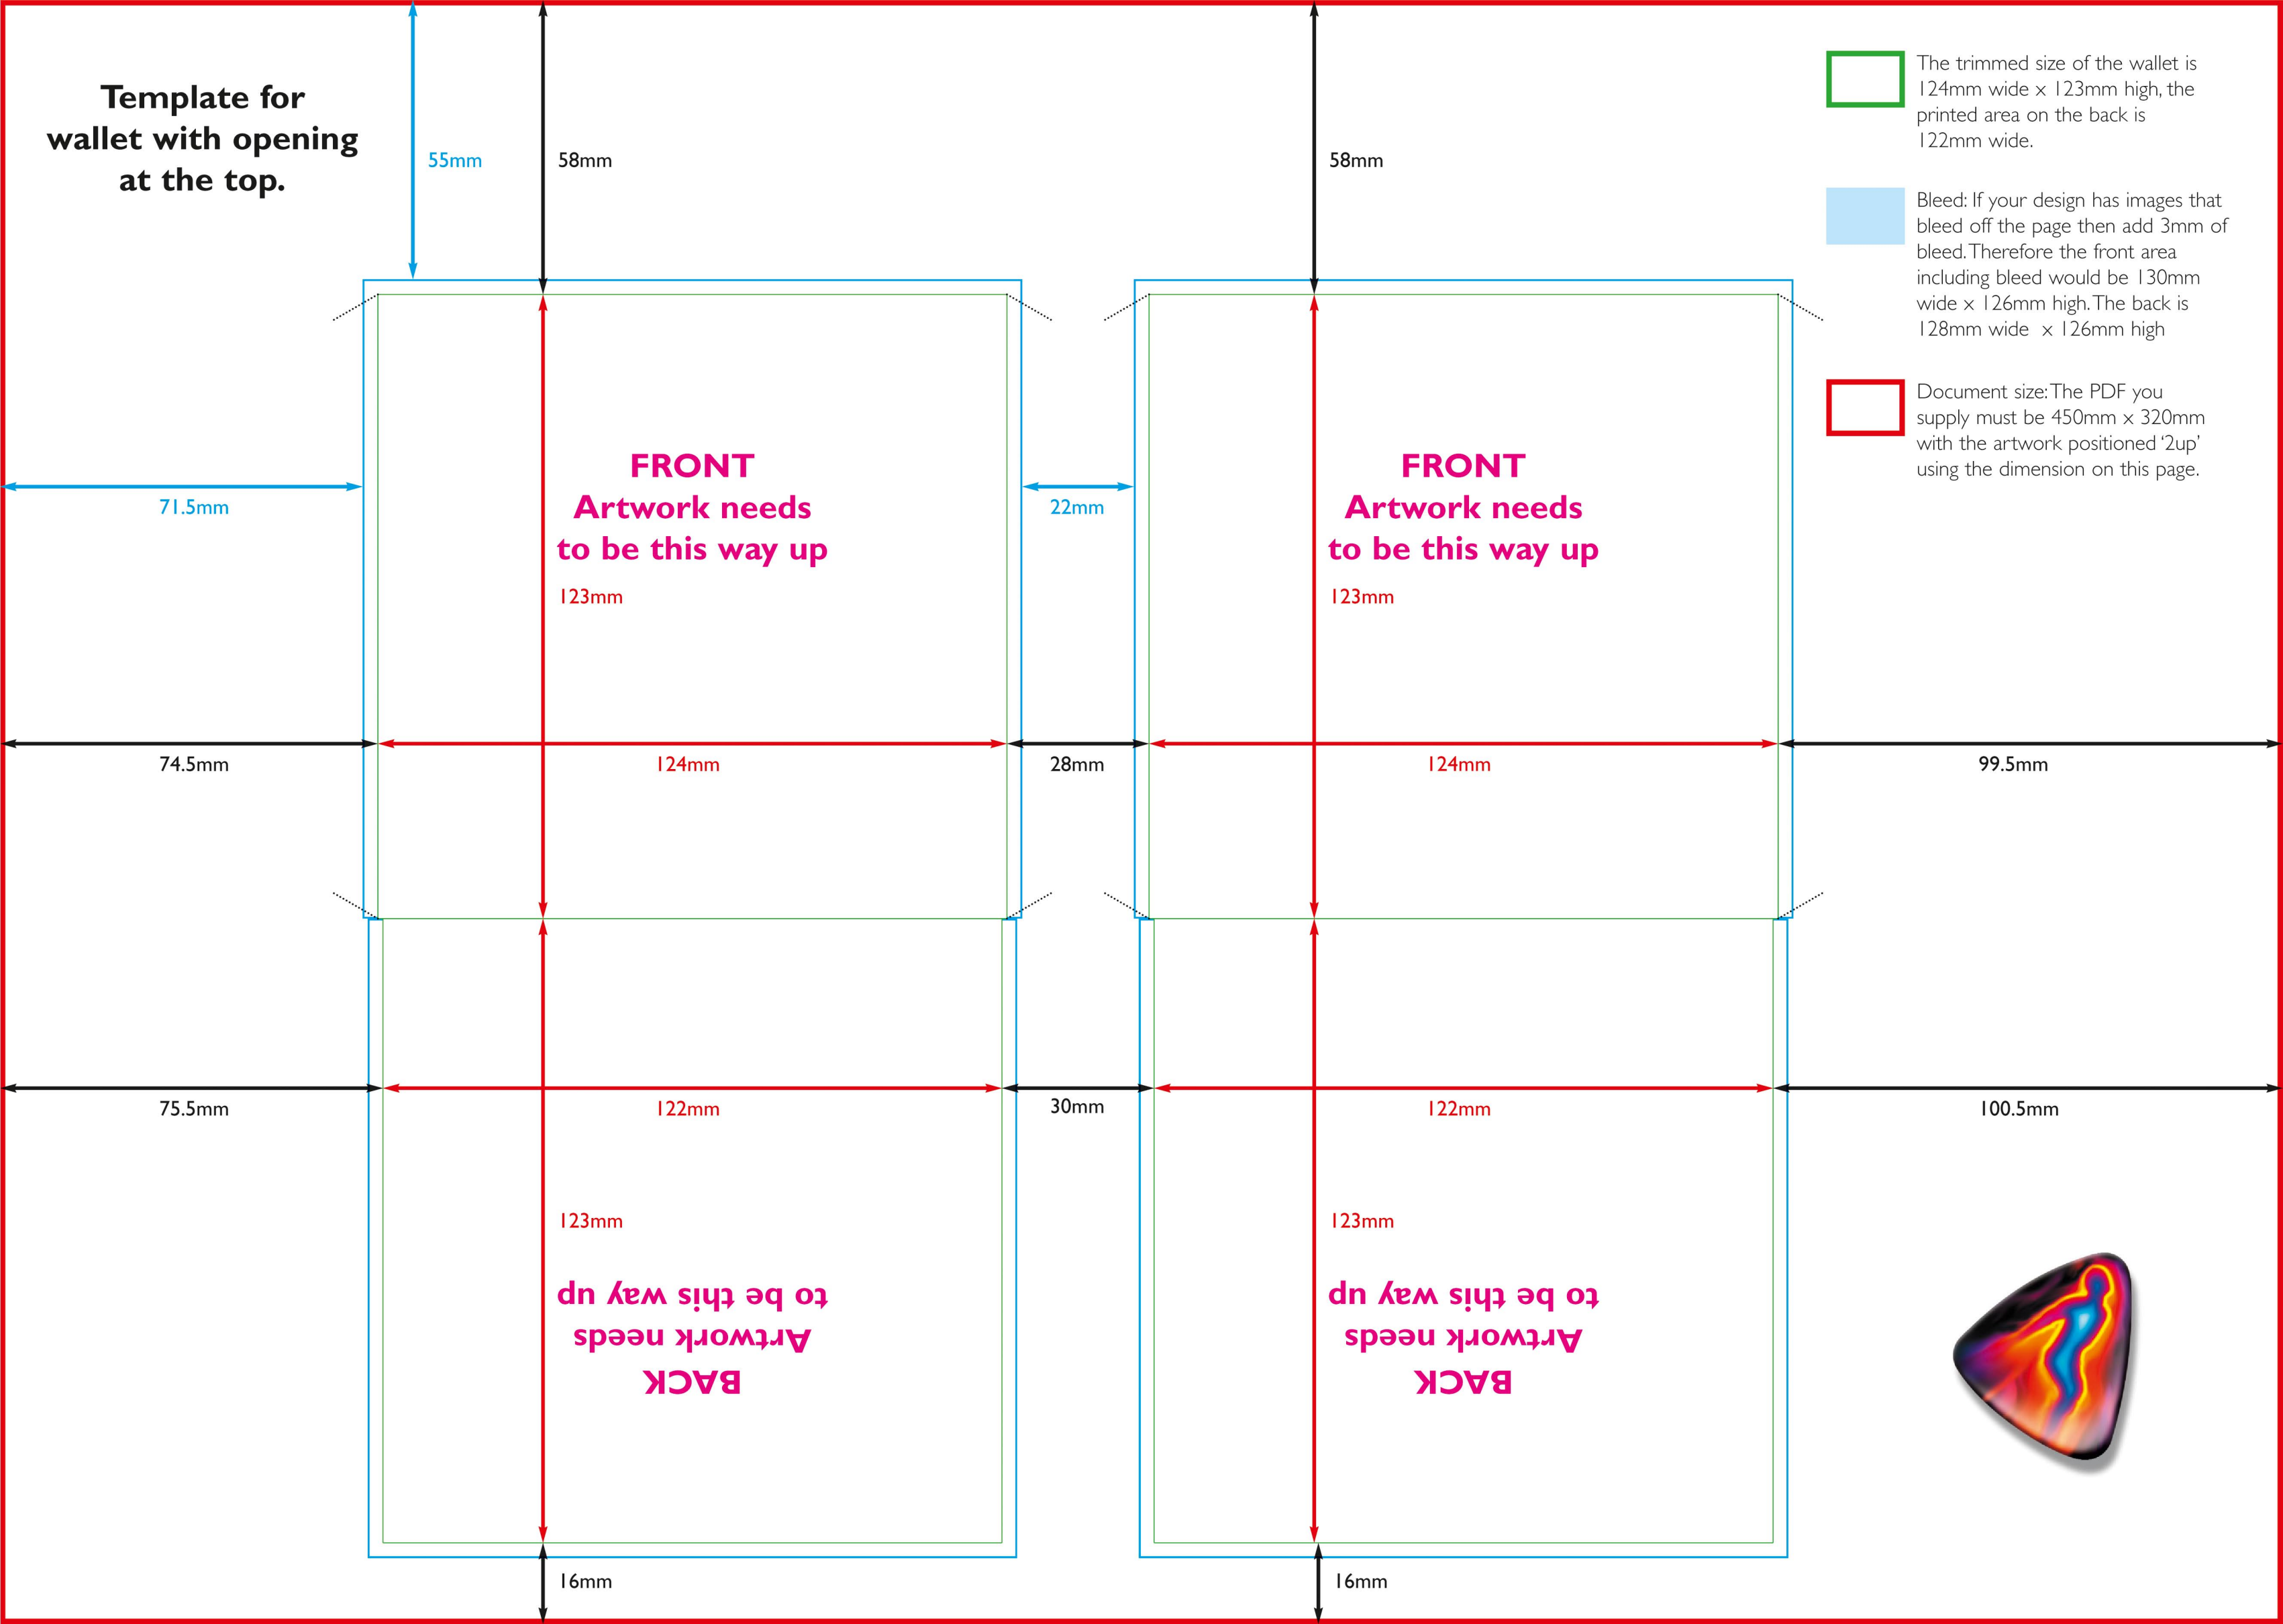 Template for
wallet with opening
at the top.
55mm
58mm
58mm
The trimmed size of the wallet is
124mm wide x 123mm high, the
printed area on the back is
122mm wide.
Bleed: If your design has images that
bleed off the page then add 3mm of
bleed. Therefore the front area
including bleed would be 130mm
wide x 126mm high. The back is
128mm wide x 126mm high
Document size: The PDF you
supply must be 450mm x 320mm
with the artwork positioned ‘2up’
using the dimension on this page.
FRONT
Artwork needs
to be this way up
123mm
FRONT
Artwork needs
to be this way up
123mm
71.5mm
22mm
74.5mm
124mm
28mm
124mm
99.5mm
75.5mm
122mm
30mm
122mm
100.5mm
123mm
BACK
Artwork needs
to be this way up
123mm
BACK
Artwork needs
to be this way up
16mm
16mm